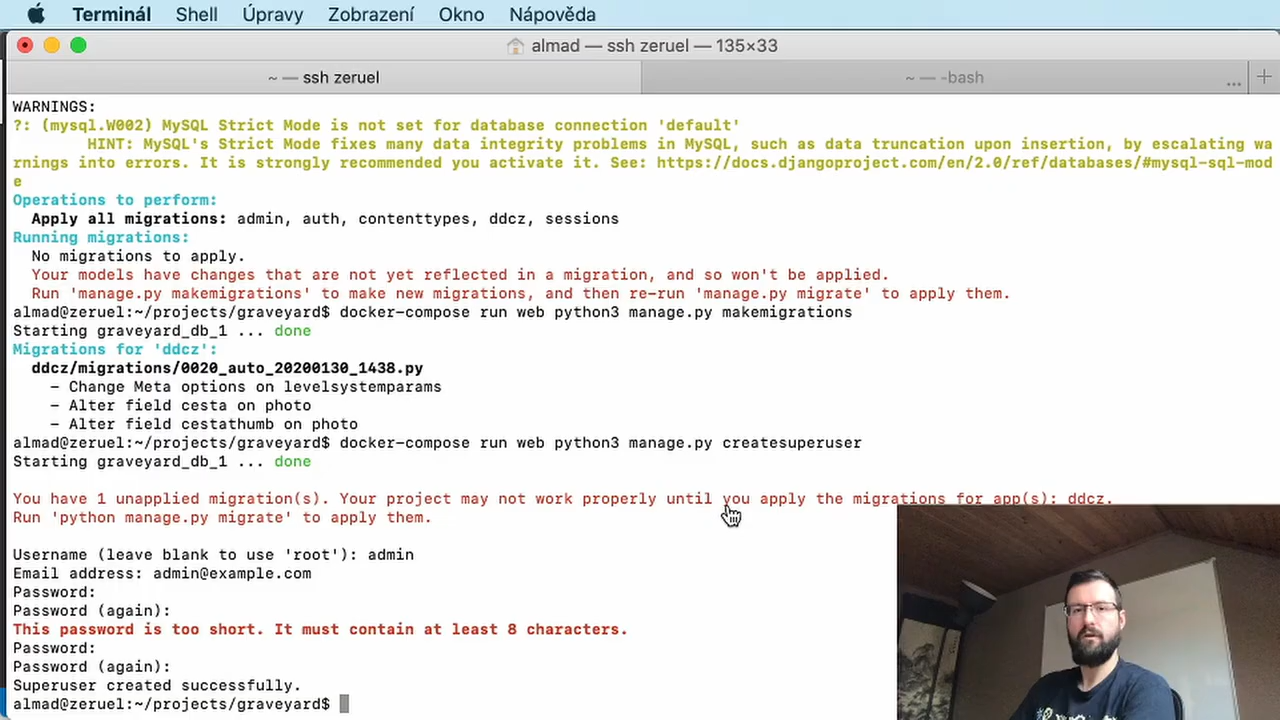 Terminál Shell Úpravy Zobrazení Okno Nápověda
almad — ssh zeruel — 135×33
~ — ssh zeruel
~ — -bash ... +
WARNINGS:
?: (mysql.W002) MySQL Strict Mode is not set for database connection 'default'
HINT: MySQL's Strict Mode fixes many data integrity problems in MySQL, such as data truncation upon insertion, by escalating wa
rnings into errors. It is strongly recommended you activate it. See: https://docs.djangoproject.com/en/2.0/ref/databases/#mysql-sql-mod
e
Operations to perform:
Apply all migrations: admin, auth, contenttypes, ddcz, sessions
Running migrations:
No migrations to apply.
Your models have changes that are not yet reflected in a migration, and so won't be applied.
Run 'manage.py makemigrations' to make new migrations, and then re-run 'manage.py migrate' to apply them.
almad@zeruel:~/projects/graveyard$ docker-compose run web python3 manage.py makemigrations
Starting graveyard_db_1 ... done
Migrations for 'ddcz':
ddcz/migrations/0020_auto_20200130_1438.py
- Change Meta options on levelsystemparams
- Alter field cesta on photo
- Alter field cestathumb on photo
almad@zeruel:~/projects/graveyard$ docker-compose run web python3 manage.py createsuperuser
Starting graveyard_db_1 ... done
You have 1 unapplied migration(s). Your project may not work properly until you apply the migrations for app(s): ddcz.
Run 'python manage.py migrate' to apply them.
Username (leave blank to use 'root'): admin
Email address: admin@example.com
Password:
Password (again):
This password is too short. It must contain at least 8 characters.
Password:
Password (again):
Superuser created successfully.
almad@zeruel:~/projects/graveyard$